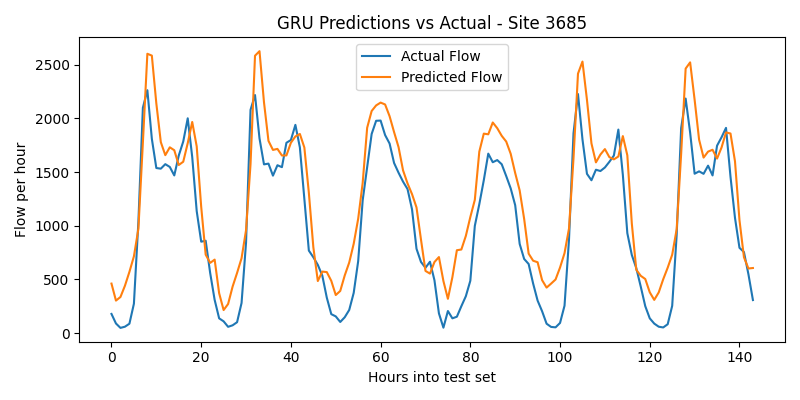 GRU Predictions vs Actual - Site 3685
Actual Flow
Predicted Flow
Flow per hour
2500
2000
1500
1000
500
0
0 20 40 60 80 100 120 140
Hours into test set